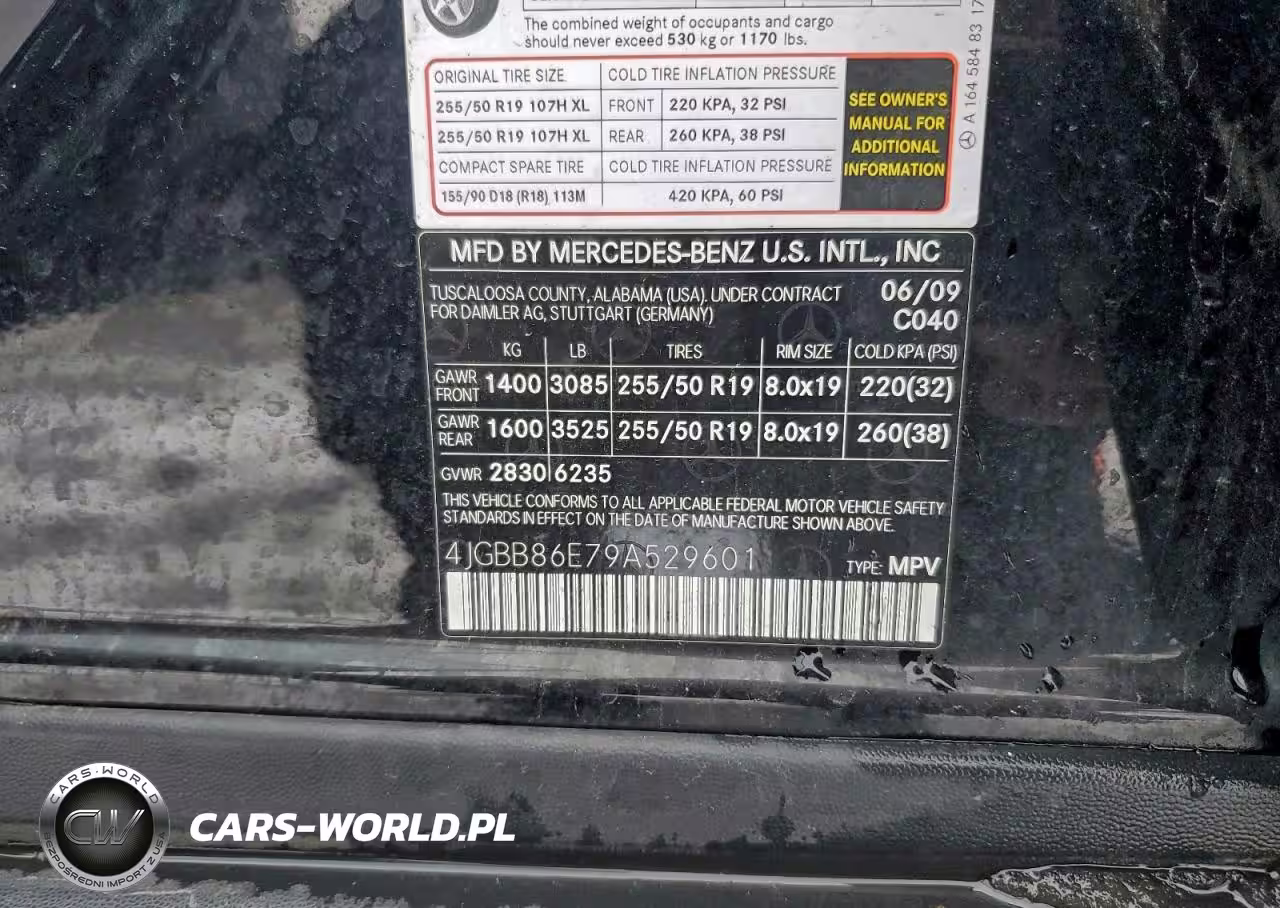 The combined weight of occupants and cargo
should never exceed 530 kg or 1170 lbs.
ORIGINAL TIRE SIZE COLD TIRE INFLATION PRESSURE
255/50 R19 107H XL FRONT 220 KPA, 32 PSI
255/50 R19 107H XL REAR 260 KPA, 38 PSI
COMPACT SPARE TIRE COLD TIRE INFLATION PRESSURE
155/90 D18 (R18) 113M 420 KPA, 60 PSI
SEE OWNER'S
MANUAL FOR
ADDITIONAL
INFORMATION
A 164 584 83 17
MFD BY MERCEDES-BENZ U.S. INTL., INC
TUSCALOOSA COUNTY, ALABAMA (USA). UNDER CONTRACT
FOR DAIMLER AG, STUTTGART (GERMANY)
06/09
C040
KG LB TIRES RIM SIZE COLD KPA (PSI)
GAWR FRONT 1400 3085 255/50 R19 8.0x19 220(32)
GAWR REAR 1600 3525 255/50 R19 8.0x19 260(38)
GVWR 2830 6235
THIS VEHICLE CONFORMS TO ALL APPLICABLE FEDERAL MOTOR VEHICLE SAFETY
STANDARDS IN EFFECT ON THE DATE OF MANUFACTURE SHOWN ABOVE.
4JGBB86E79A529601 TYPE: MPV
CARS-WORLD
CW
BEZPOŚREDNI IMPORT Z USA
CARS-WORLD.PL